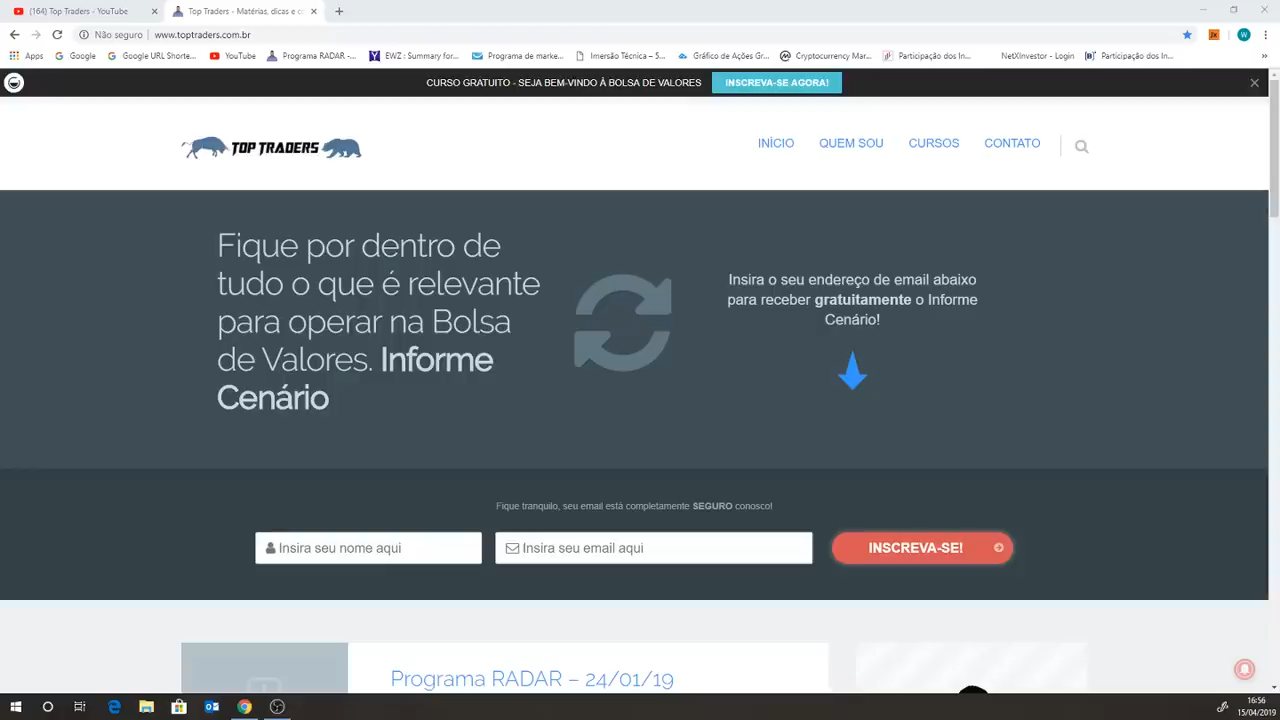 (164) Top Traders - YouTube
Top Traders - Matérias, dicas e c
Não seguro | www.toptraders.com.br
Apps Google Google URL Shorte... YouTube Programa RADAR –... EWZ : Summary for... Programa de marke... Imersão Técnica – 5... Gráfico de Ações Gr... Cryptocurrency Mar... Participação dos In... NetXInvestor - Login Participação dos In... »
CURSO GRATUITO - SEJA BEM-VINDO À BOLSA DE VALORES INSCREVA-SE AGORA!
TOP TRADERS
INÍCIO QUEM SOU CURSOS CONTATO
Fique por dentro de
tudo o que é relevante
para operar na Bolsa
de Valores. Informe
Cenário
Insira o seu endereço de email abaixo
para receber gratuitamente o Informe
Cenário!
Fique tranquilo, seu email está completamente SEGURO conosco!
Insira seu nome aqui
Insira seu email aqui
INSCREVA-SE!
Programa RADAR – 24/01/19
16:56
15/04/2019